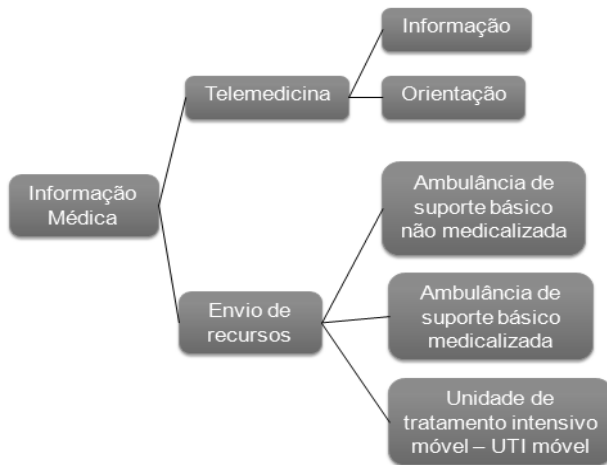 Informação
Telemedicina
Orientação
Informação
Médica
Ambulância de
suporte básico
não medicalizada
Envio de
recursos
Ambulância de
suporte básico
medicalizada
Unidade de
tratamento intensivo
móvel – UTI móvel